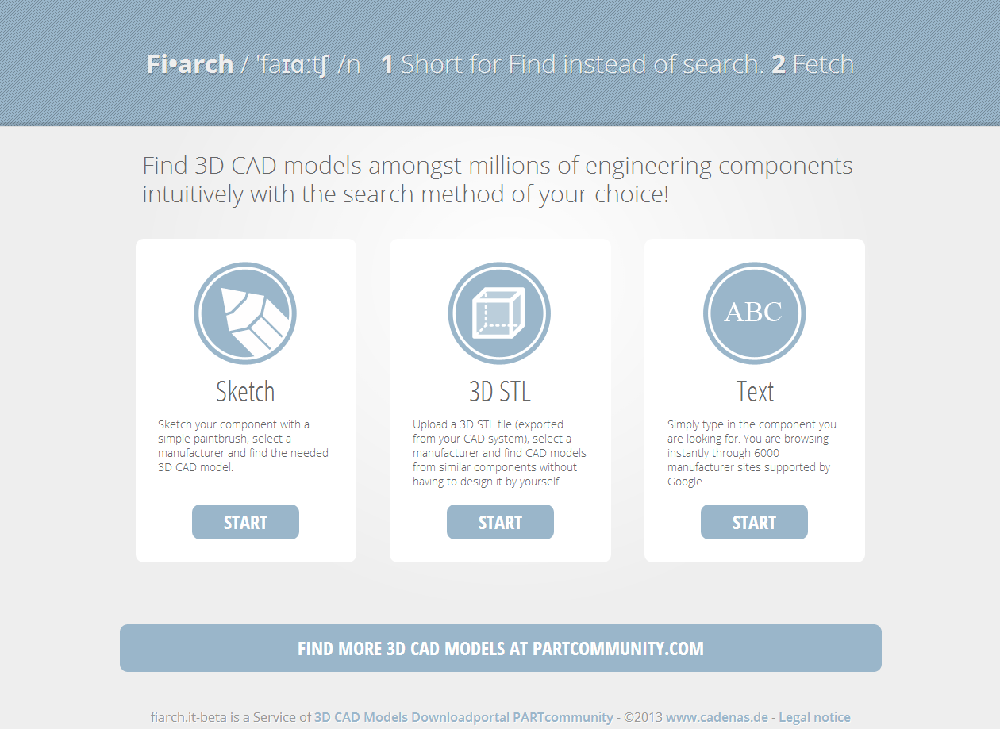 Fi•arch / 'faɪɑːtʃ /n 1 Short for Find instead of search. 2 Fetch
Find 3D CAD models amongst millions of engineering components
intuitively with the search method of your choice!
Sketch
Sketch your component with a
simple paintbrush, select a
manufacturer and find the needed
3D CAD model.
START
3D STL
Upload a 3D STL file (exported
from your CAD system), select a
manufacturer and find CAD models
from similar components without
having to design it by yourself.
START
ABC
Text
Simply type in the component you
are looking for. You are browsing
instantly through 6000
manufacturer sites supported by
Google.
START
FIND MORE 3D CAD MODELS AT PARTCOMMUNITY.COM
fiarch.it-beta is a Service of 3D CAD Models Downloadportal PARTcommunity - ©2013 www.cadenas.de - Legal notice